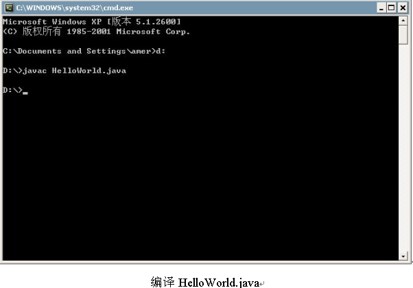 C:\WINDOWS\system32\cmd.exe
Microsoft Windows XP [版本 5.1.2600]
(C) 版权所有 1985-2001 Microsoft Corp.
C:\Documents and Settings\amer>d:
D:\>javac HelloWorld.java
D:\>_
编译 HelloWorld.java